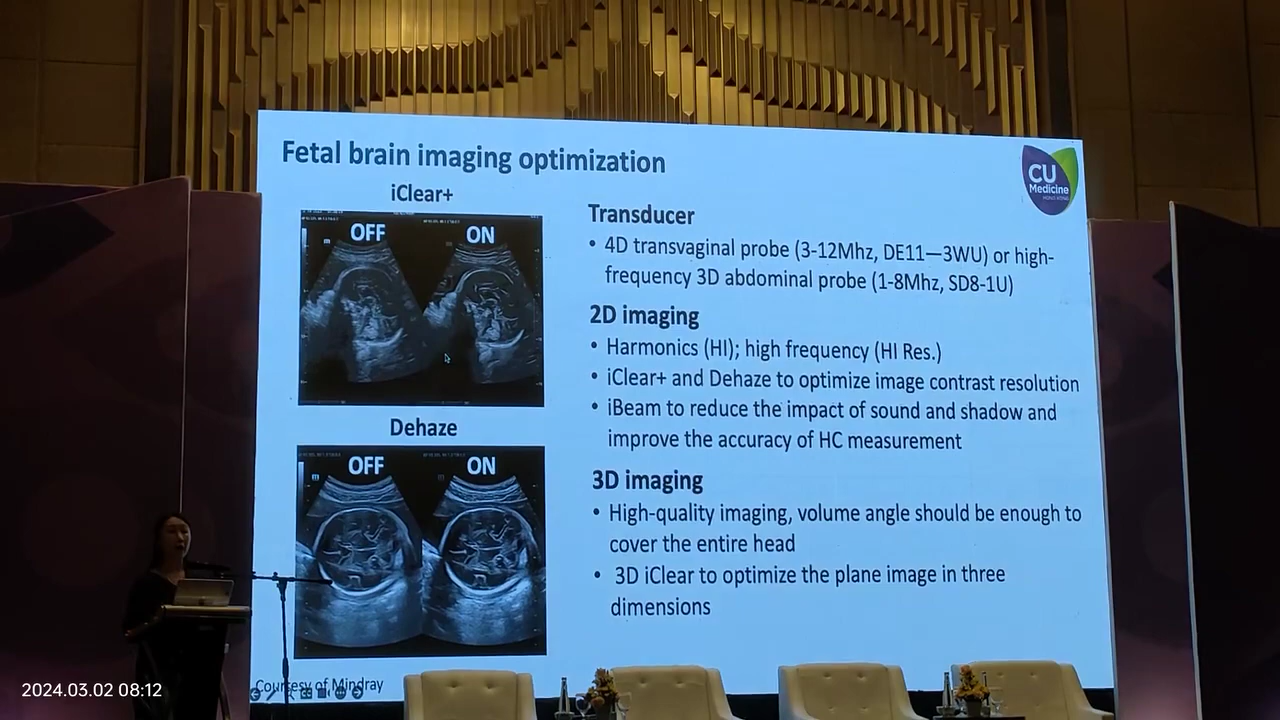 Fetal brain imaging optimization
CU
Medicine
HONG KONG
iClear+
OFF
ON
Dehaze
OFF
ON
Transducer
• 4D transvaginal probe (3-12Mhz, DE11—3WU) or high-
frequency 3D abdominal probe (1-8Mhz, SD8-1U)
2D imaging
• Harmonics (HI); high frequency (HI Res.)
• iClear+ and Dehaze to optimize image contrast resolution
• iBeam to reduce the impact of sound and shadow and
improve the accuracy of HC measurement
3D imaging
• High-quality imaging, volume angle should be enough to
cover the entire head
• 3D iClear to optimize the plane image in three
dimensions
Courtesy of Mindray
2024.03.02 08:12